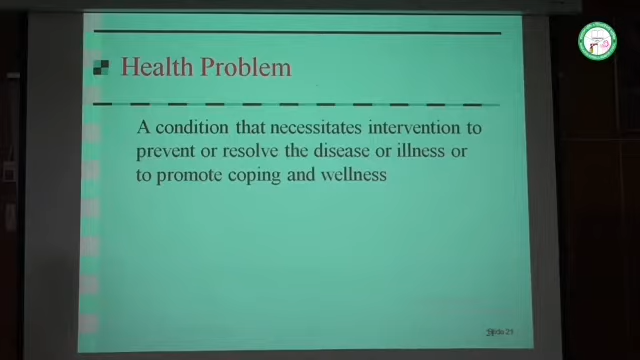 Health Problem
A condition that necessitates intervention to
prevent or resolve the disease or illness or
to promote coping and wellness